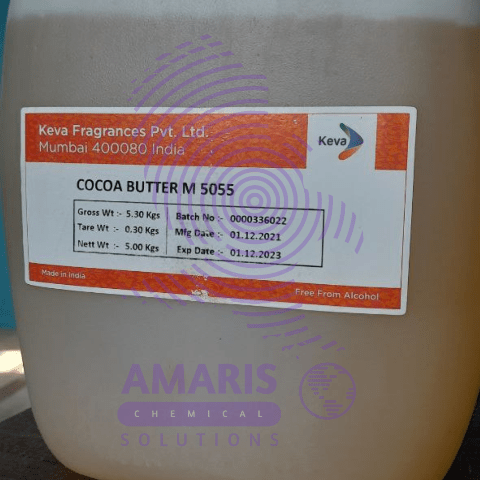 Keva Fragrances Pvt. Ltd.
Mumbai 400080 India
Keva
COCOA BUTTER M 5055
Gross Wt :- 5.30 Kgs
Tare Wt :- 0.30 Kgs
Nett Wt :- 5.00 Kgs
Batch No :- 0000336022
Mfg Date :- 01.12.2021
Exp Date :- 01.12.2023
Made in India
Free From Alcohol
AMARIS
CHEMICAL
SOLUTIONS